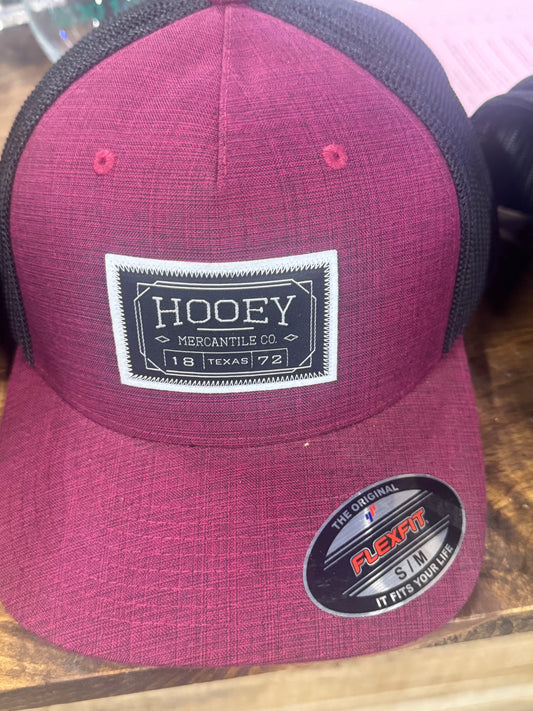 HOOEY
MERCANTILE CO.
18 TEXAS 72
THE ORIGINAL
FLEXFIT
S/M
IT FITS YOUR LIFE